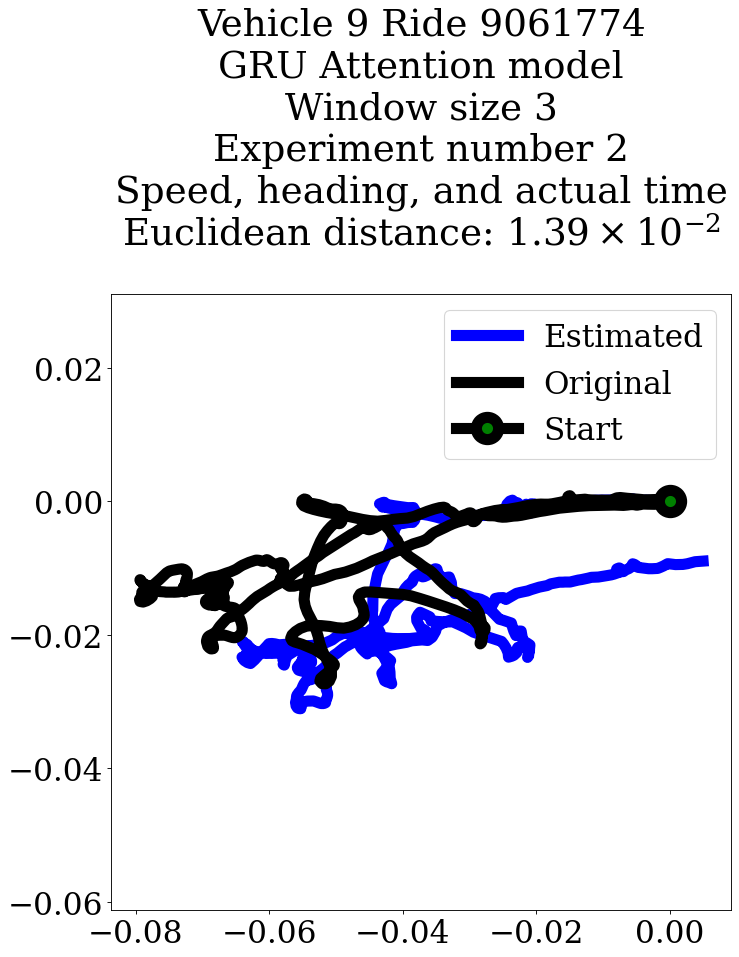 Vehicle 9 Ride 9061774
GRU Attention model
Window size 3
Experiment number 2
Speed, heading, and actual time
Euclidean distance: 1.39 × 10⁻²
Estimated
Original
Start
0.02
0.00
−0.02
−0.04
−0.06
−0.08 −0.06 −0.04 −0.02 0.00